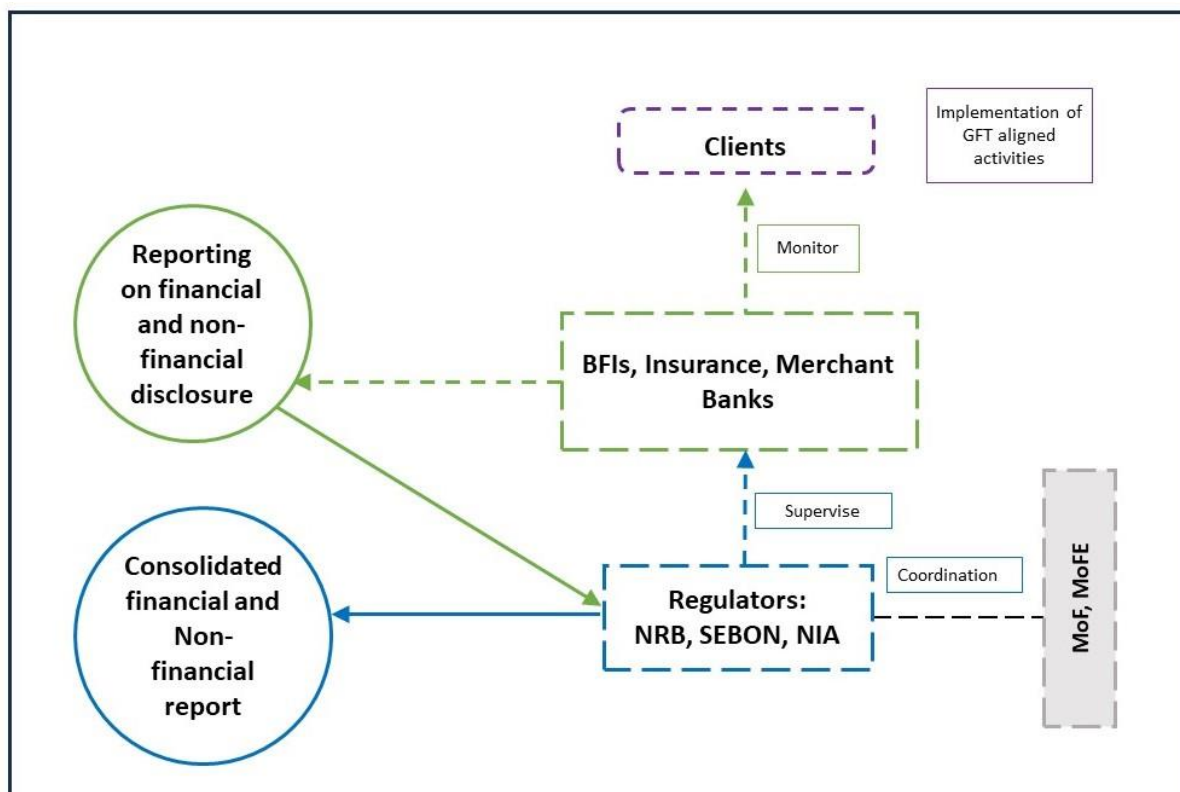 Clients
Implementation of
GFT aligned
activities
Monitor
Reporting
on financial
and non-
financial
disclosure
BFIs, Insurance, Merchant
Banks
Supervise
Consolidated
financial and
Non-
financial
report
Regulators:
NRB, SEBON, NIA
Coordination
MoF, MoFE